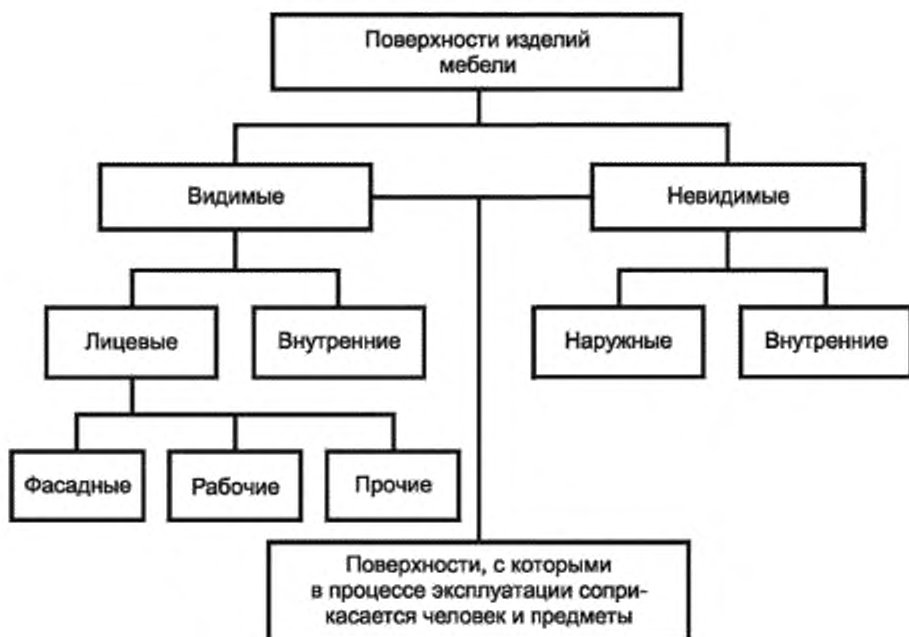 Поверхности изделий
мебели
Видимые
Невидимые
Лицевые
Внутренние
Наружные
Внутренние
Фасадные
Рабочие
Прочие
Поверхности, с которыми
в процессе эксплуатации сопри-
касается человек и предметы